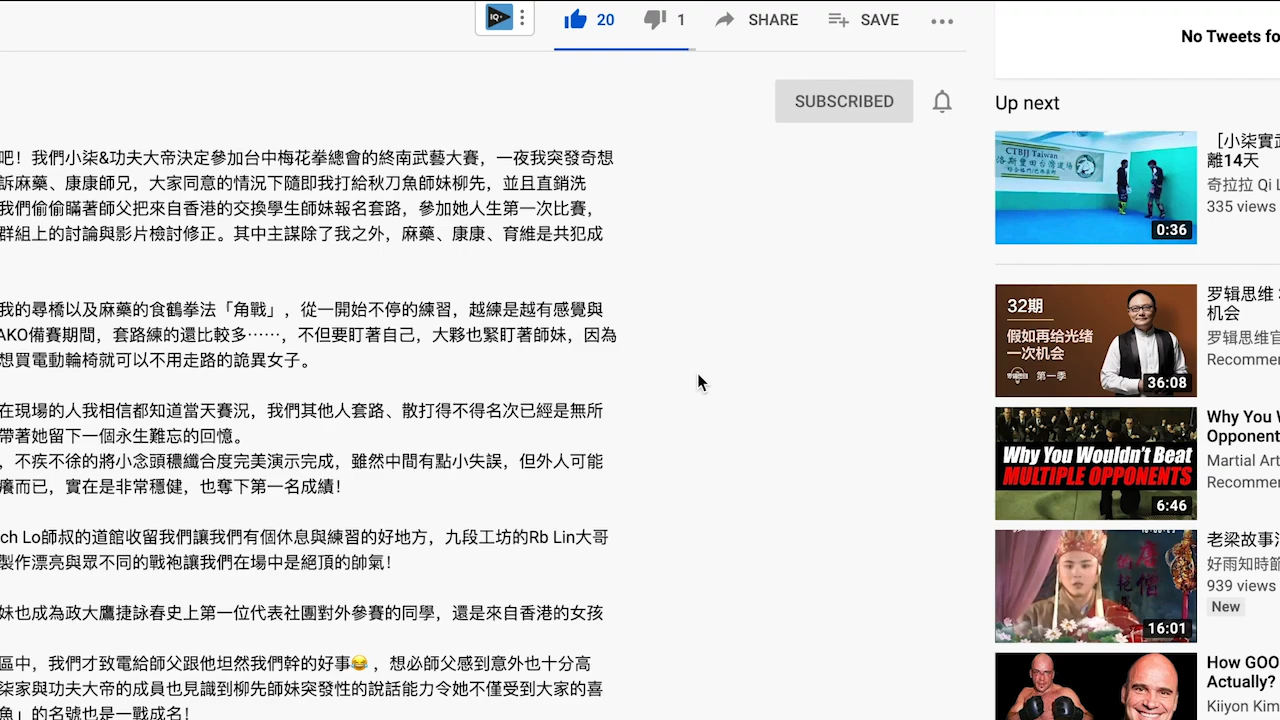 IQ+
20
1
SHARE
SAVE
SUBSCRIBED
吧！我們小柒&功夫大帝決定參加台中梅花拳總會的終南武藝大賽，一夜我突發奇想
訴麻藥、康康師兄，大家同意的情況下隨即我打給秋刀魚師妹柳先，並且直銷洗
我們偷偷瞞著師父把來自香港的交換學生師妹報名套路，參加她人生第一次比賽，
群組上的討論與影片檢討修正。其中主謀除了我之外，麻藥、康康、育維是共犯成
我的尋橋以及麻藥的食鶴拳法「角戰」，從一開始不停的練習，越練是越有感覺與
AKO備賽期間，套路練的還比較多⋯⋯，不但要盯著自己，大夥也緊盯著師妹，因為
想買電動輪椅就可以不用走路的詭異女子。
在現場的人我相信都知道當天賽況，我們其他人套路、散打得不得名次已經是無所
帶著她留下一個永生難忘的回憶。
，不疾不徐的將小念頭穠纖合度完美演示完成，雖然中間有點小失誤，但外人可能
癢而已，實在是非常穩健，也奪下第一名成績！
ch Lo師叔的道館收留我們讓我們有個休息與練習的好地方，九段工坊的Rb Lin大哥
製作漂亮與眾不同的戰袍讓我們在場中是絕頂的帥氣！
妹也成為政大鷹捷詠春史上第一位代表社團對外參賽的同學，還是來自香港的女孩
區中，我們才致電給師父跟他坦然我們幹的好事😂，想必師父感到意外也十分高
柒家與功夫大帝的成員也見識到柳先師妹突發性的說話能力令她不僅受到大家的喜
魚」的名號也是一戰成名！
No Tweets fo
Up next
CTBJJ Taiwan
洛斯豐田台灣道場
0:36
［小柒實武
離14天
奇拉拉 Qi L
335 views
32期
假如再给光绪
一次机会
罗辑思维 第一季
36:08
罗辑思维
机会
罗辑思维官
Recommen
Why You Wouldn't Beat
MULTIPLE OPPONENTS
6:46
Why You W
Opponent
Martial Art
Recommen
唐僧
16:01
老梁故事
好雨知時節
939 views
New
How GOO
Actually?
Kiiyon Kim